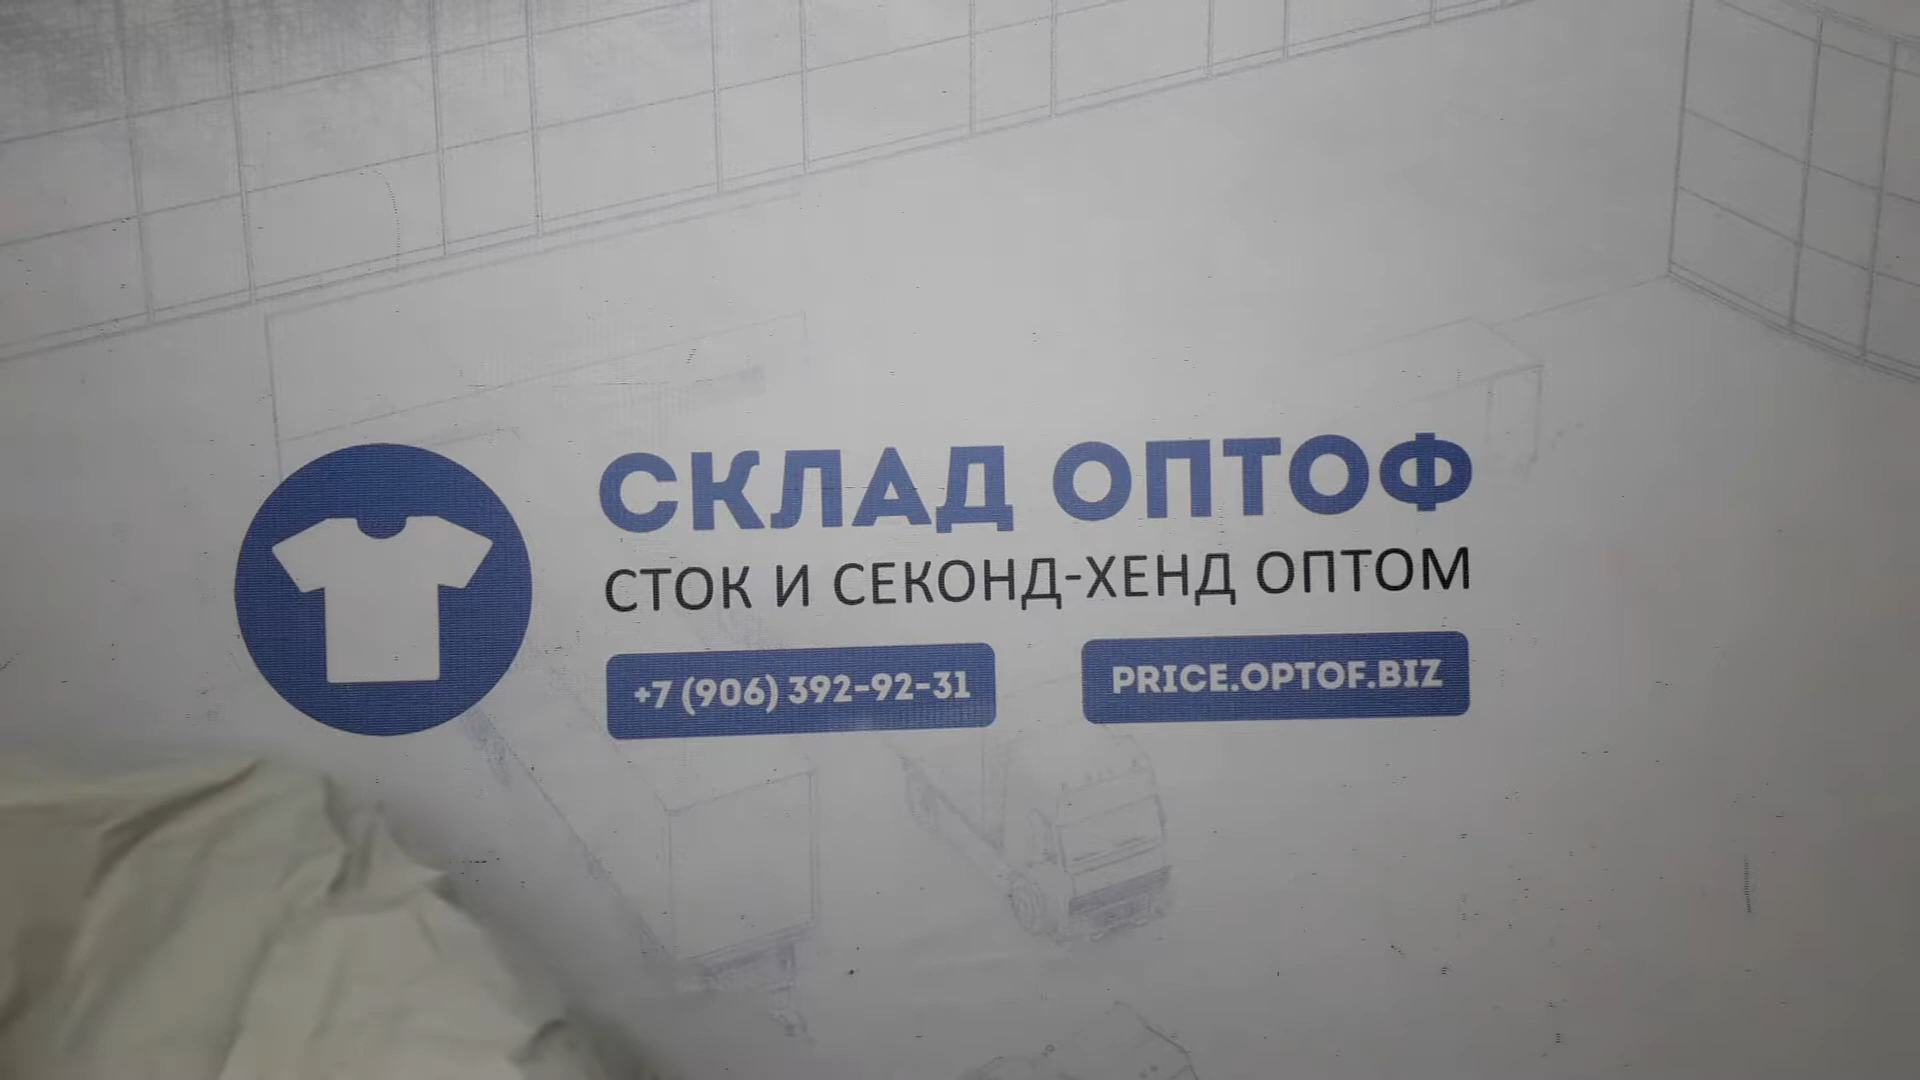 СКЛАД ОПТОФ
СТОК И СЕКОНД-ХЕНД ОПТОМ
+7 (906) 392-92-31
PRICE.OPTOF.BIZ